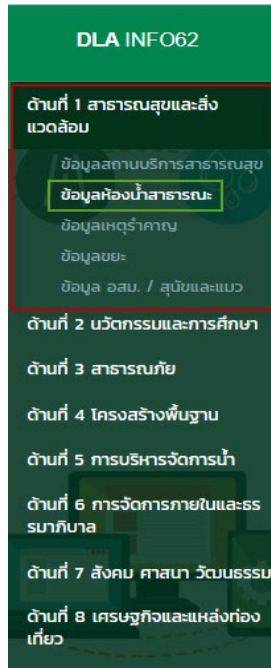 DLA INFO62
ด้านที่ 1 สาธารณสุขและสิ่ง
แวดล้อม
ข้อมูลสถานบริการสาธารณสุข
ข้อมูลห้องน้ำสาธารณะ
ข้อมูลเหตุรำคาญ
ข้อมูลขยะ
ข้อมูล อสม. / สุนัขและแมว
ด้านที่ 2 นวัตกรรมและการศึกษา
ด้านที่ 3 สาธารณภัย
ด้านที่ 4 โครงสร้างพื้นฐาน
ด้านที่ 5 การบริหารจัดการน้ำ
ด้านที่ 6 การจัดการภายในและธร
รมาภิบาล
ด้านที่ 7 สังคม ศาสนา วัฒนธรรม
ด้านที่ 8 เศรษฐกิจและแหล่งท่อง
เที่ยว